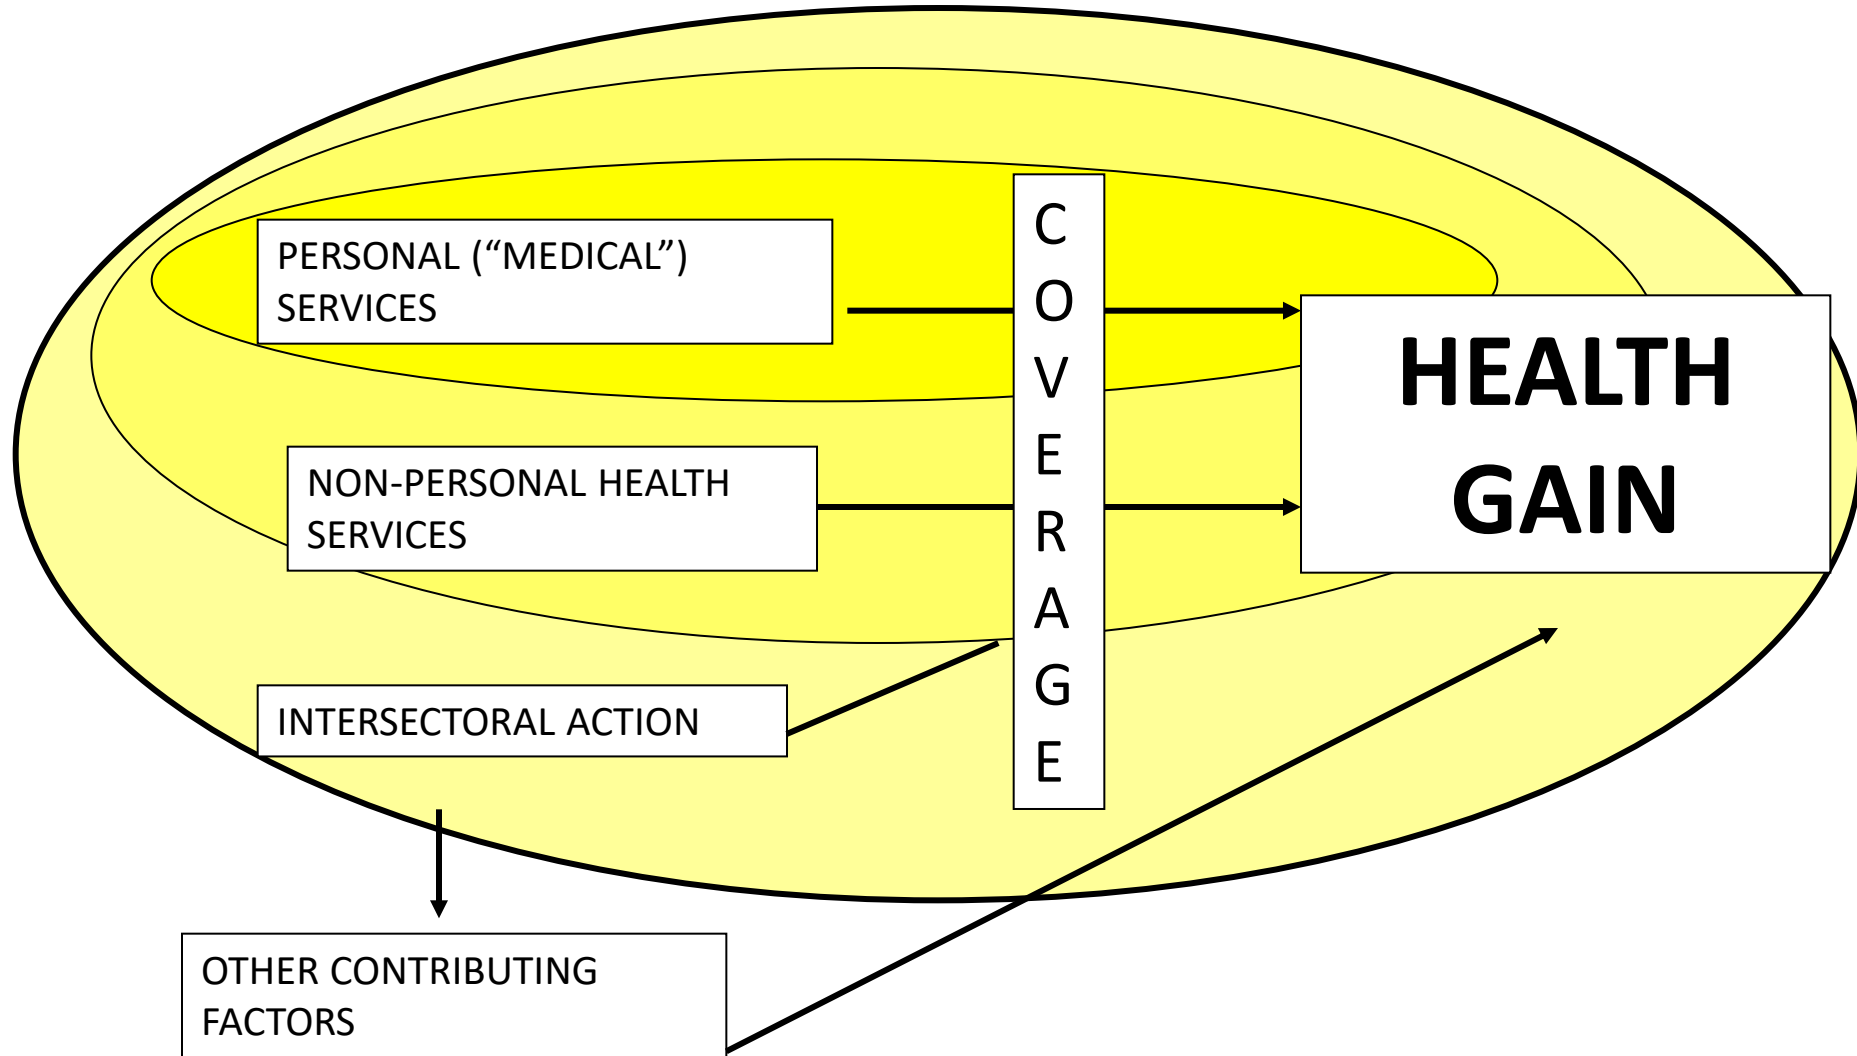 PERSONAL (“MEDICAL”)
SERVICES
C
O
V
E
R
A
G
E
HEALTH
GAIN
NON-PERSONAL HEALTH
SERVICES
INTERSECTORAL ACTION
OTHER CONTRIBUTING
FACTORS